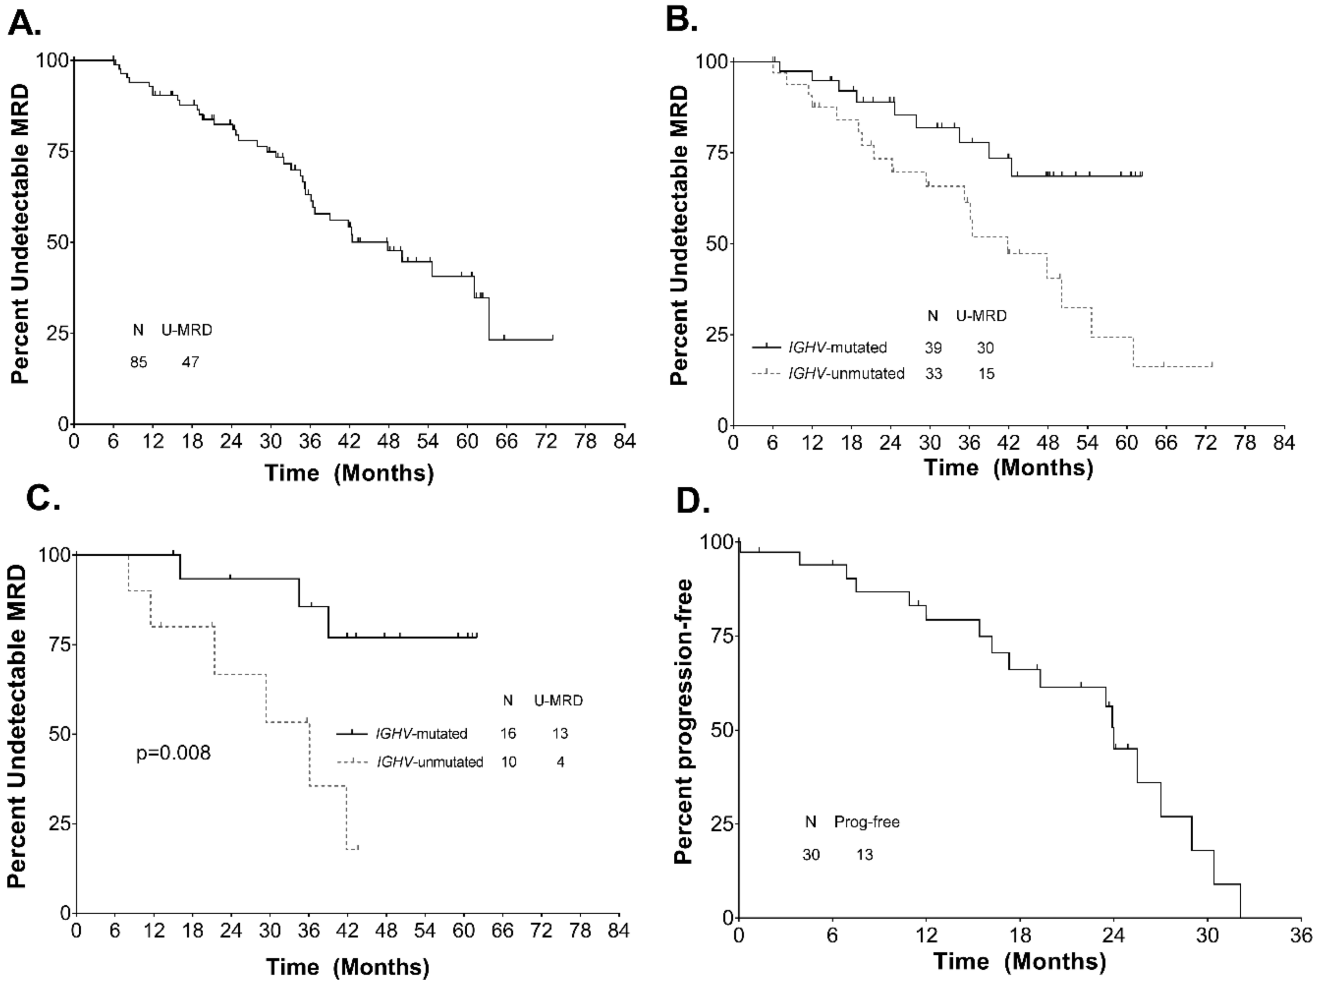 A.
Percent Undetectable MRD
100
75
50
25
0
N U-MRD
85 47
0 6 12 18 24 30 36 42 48 54 60 66 72 78 84
Time (Months)
B.
Percent Undetectable MRD
100
75
50
25
0
N U-MRD
IGHV-mutated 39 30
IGHV-unmutated 33 15
0 6 12 18 24 30 36 42 48 54 60 66 72 78 84
Time (Months)
C.
Percent Undetectable MRD
100
75
50
25
0
N U-MRD
IGHV-mutated 16 13
IGHV-unmutated 10 4
p=0.008
0 6 12 18 24 30 36 42 48 54 60 66 72 78 84
Time (Months)
D.
Percent progression-free
100
75
50
25
0
N Prog-free
30 13
0 6 12 18 24 30 36
Time (Months)